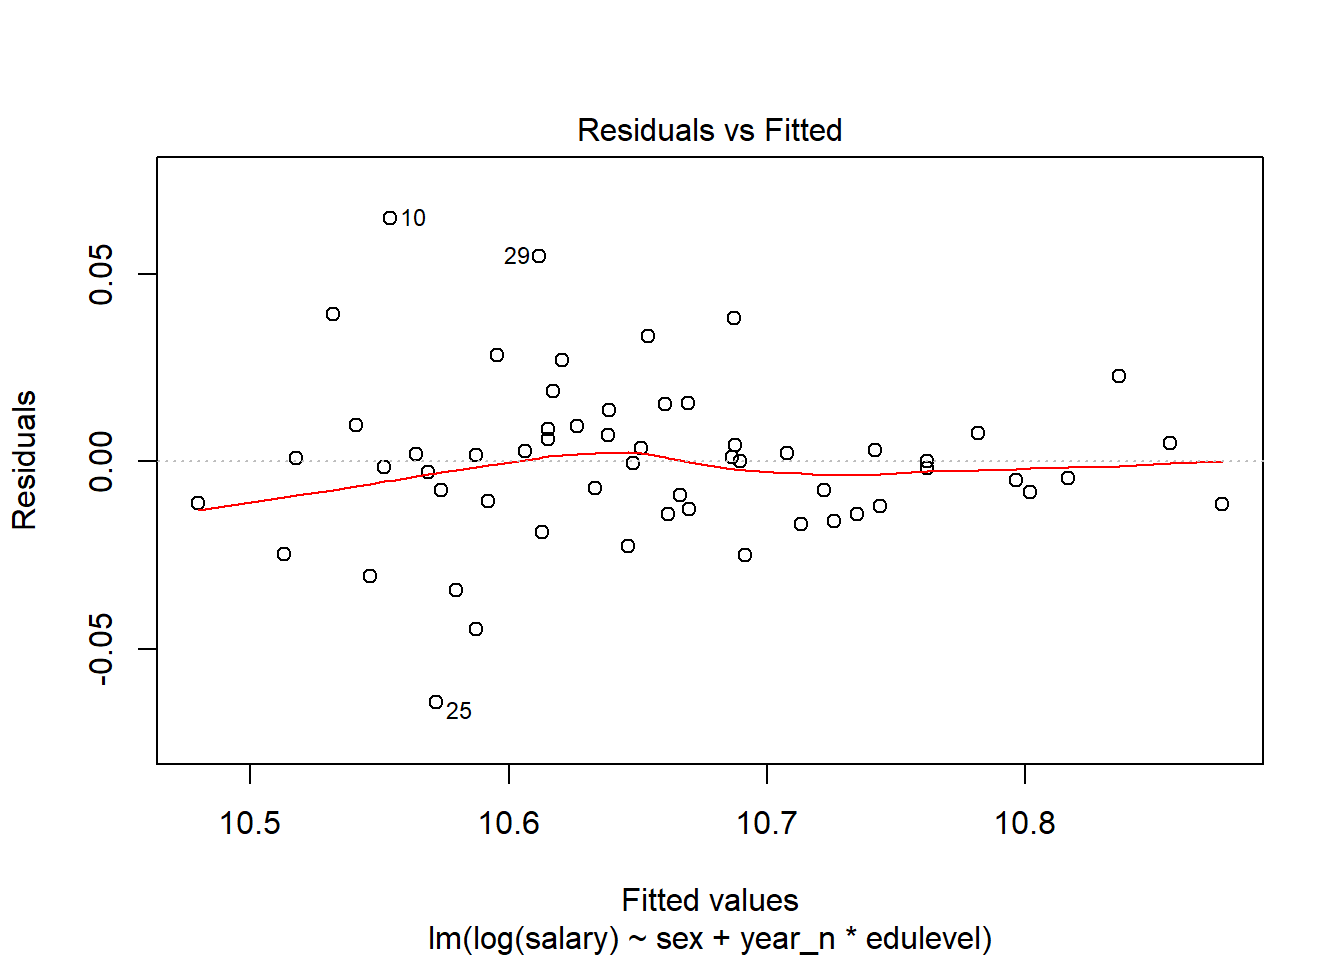 Residuals vs Fitted
Residuals
0.05
0.00
-0.05
10
29
25
10.5 10.6 10.7 10.8
Fitted values
lm(log(salary) ~ sex + year_n * edulevel)